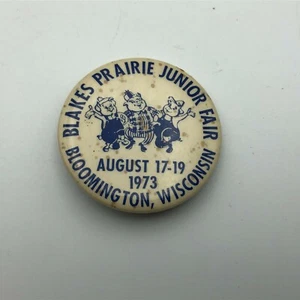 BLAKES PRAIRIE JUNIOR FAIR
AUGUST 17-19
1973
BLOOMINGTON, WISCONSIN